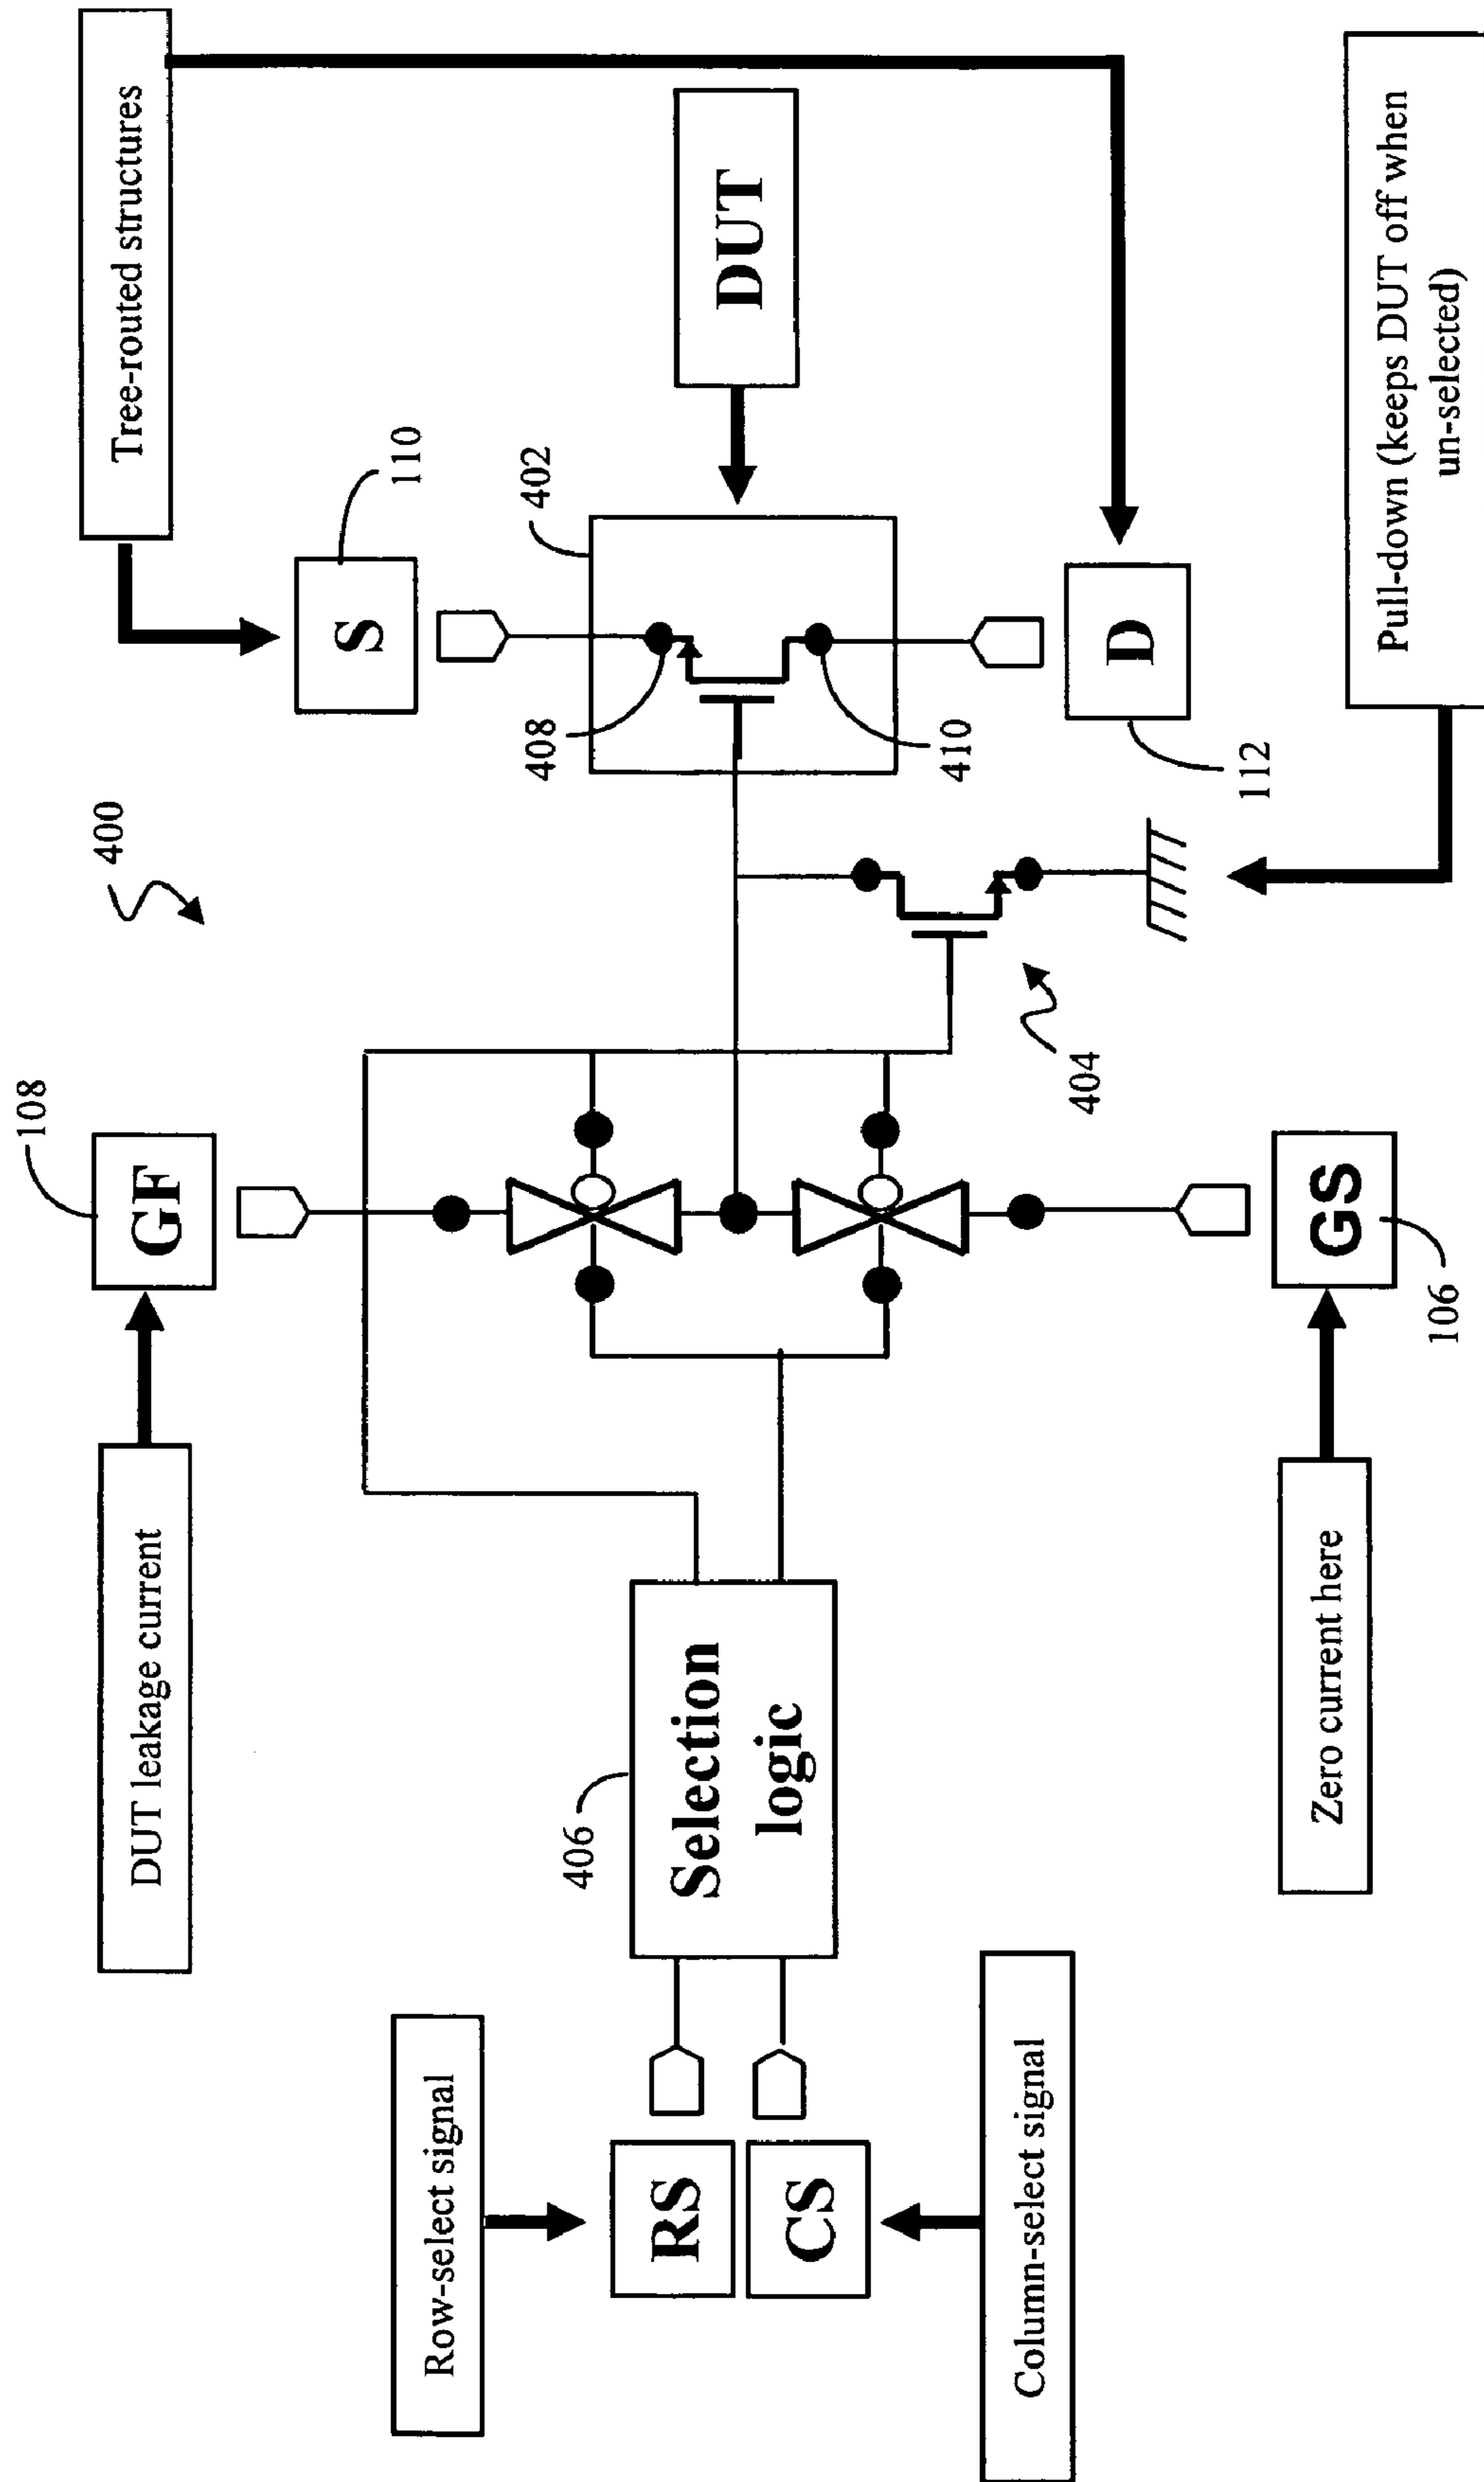 Tree-routed structures
400
108
GF
DUT leakage current
S
110
402
408
DUT
410
D
112
404
Selection
logic
406
Row-select signal
RS
CS
Column-select signal
GS
106
Zero current here
Pull-down (keeps DUT off when
un-selected)